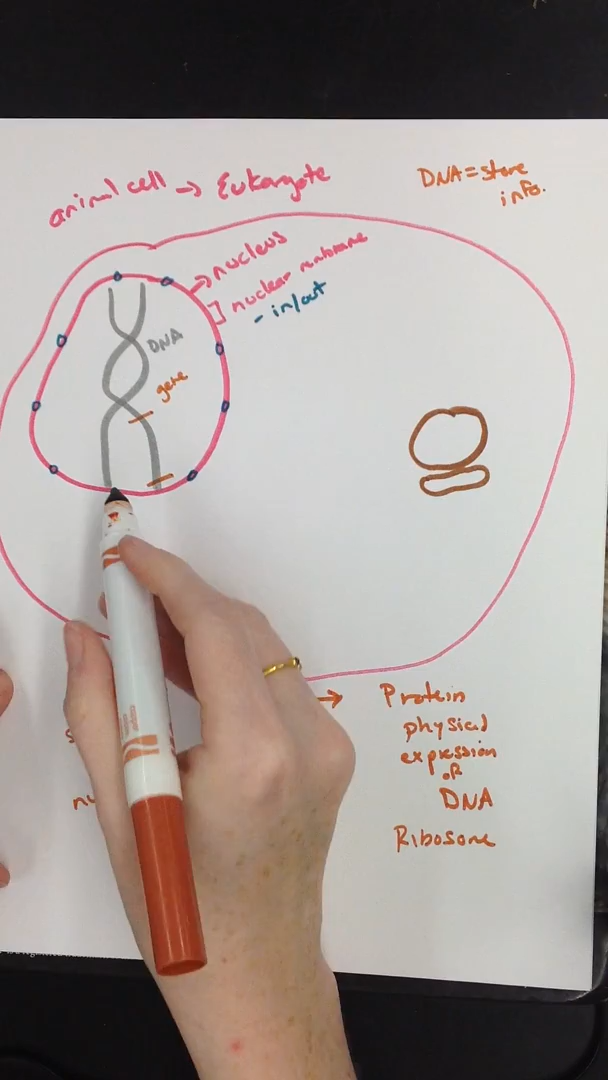 animal cell → Eukaryote
DNA = store
info.
→ nucleus
] nuclear membrane
- in/out
DNA
gene
→ Protein
physical
expression
of
DNA
Ribosome